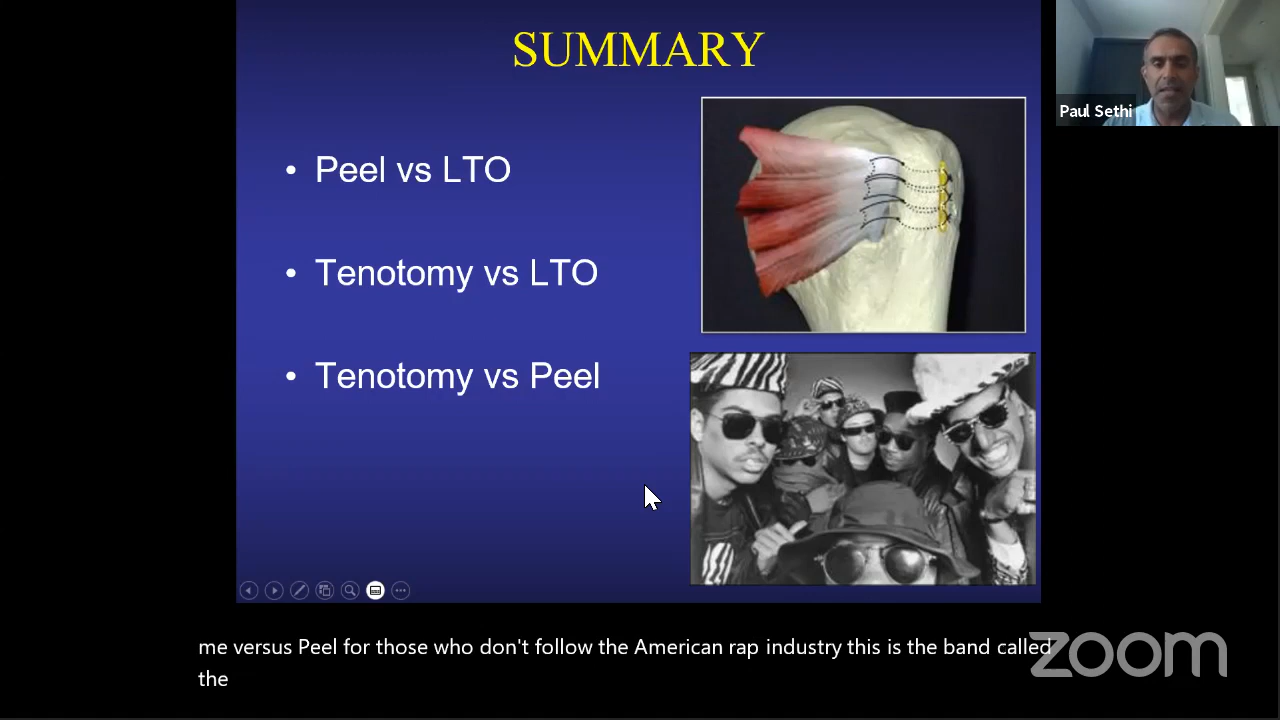 SUMMARY
• Peel vs LTO
• Tenotomy vs LTO
• Tenotomy vs Peel
Paul Sethi
me versus Peel for those who don't follow the American rap industry this is the band called
the
zoom